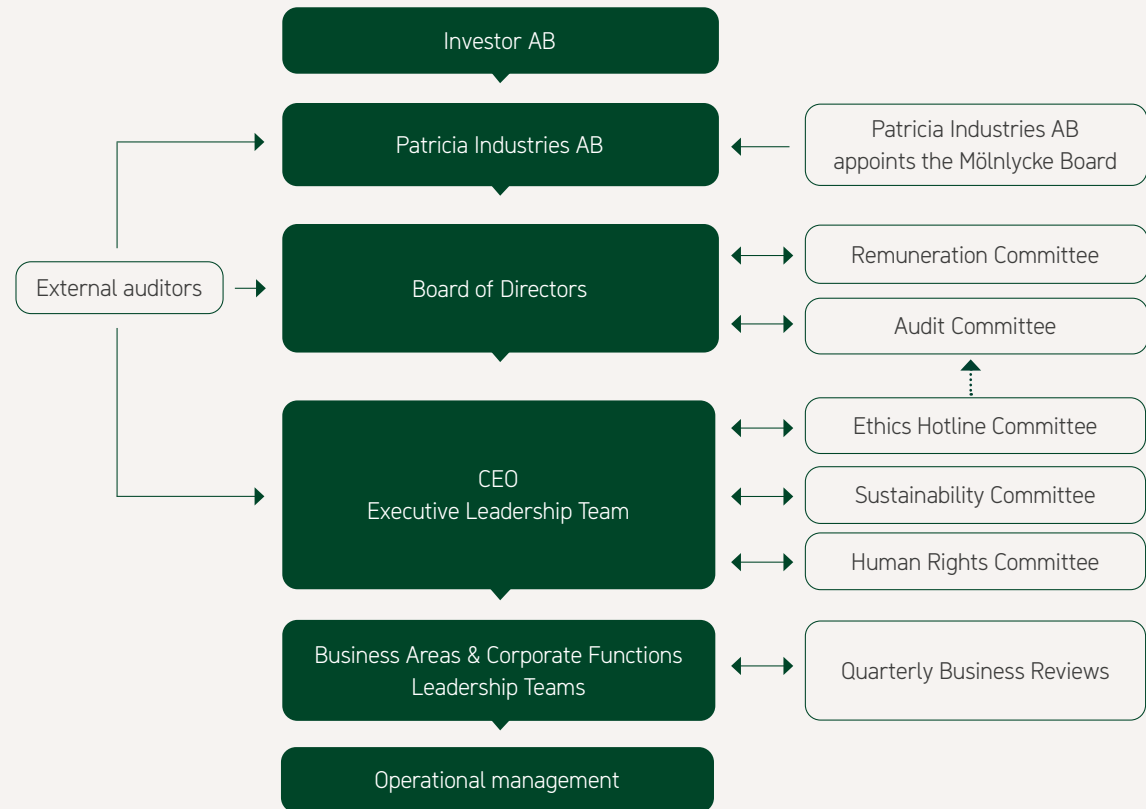 Investor AB
Patricia Industries AB
Patricia Industries AB
appoints the Mölnlycke Board
External auditors
Board of Directors
Remuneration Committee
Audit Committee
CEO
Executive Leadership Team
Ethics Hotline Committee
Sustainability Committee
Human Rights Committee
Business Areas & Corporate Functions
Leadership Teams
Quarterly Business Reviews
Operational management